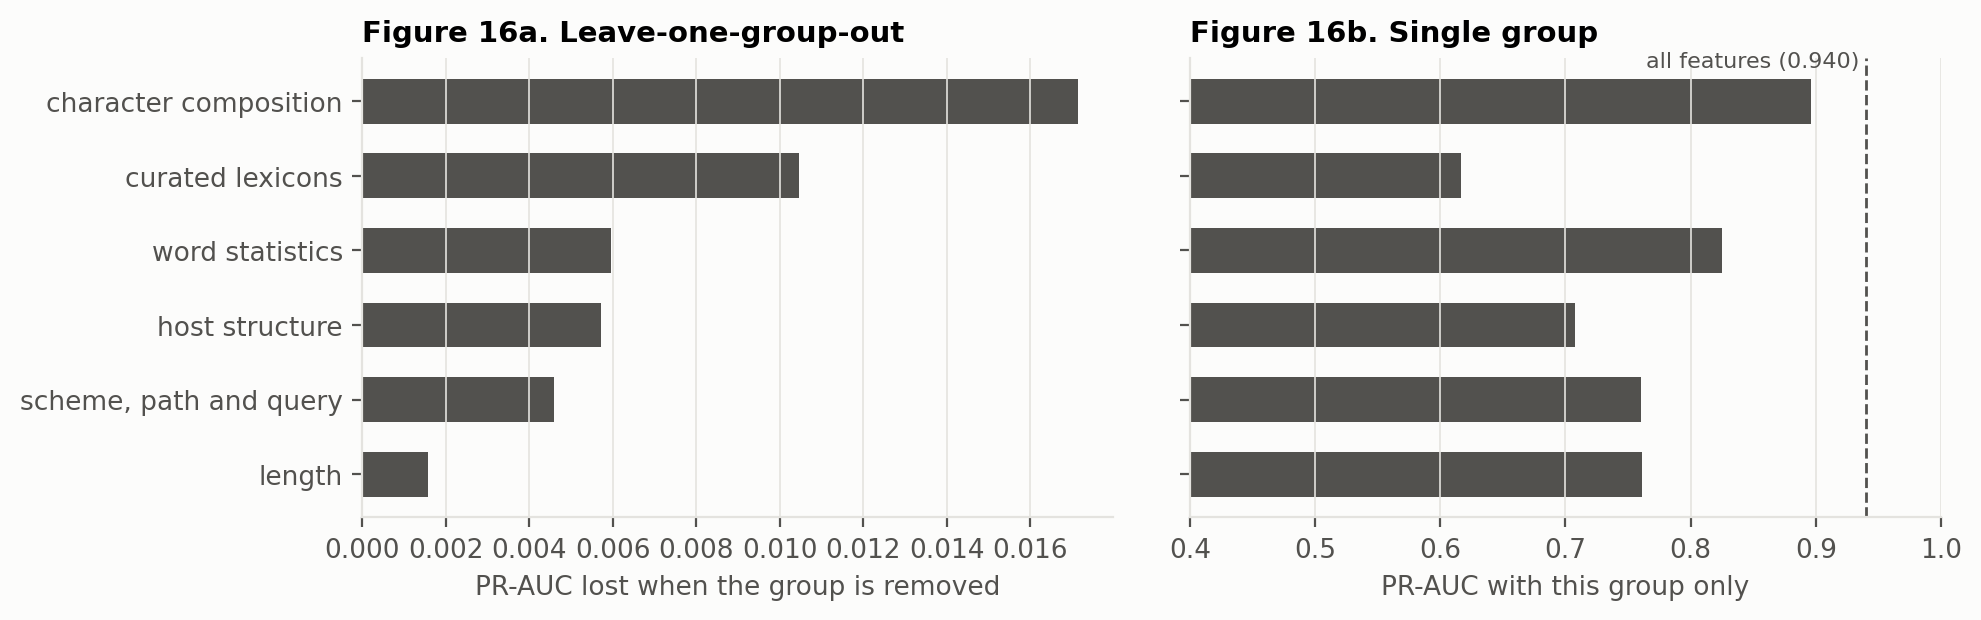 Figure 16a. Leave-one-group-out
character composition
curated lexicons
word statistics
host structure
scheme, path and query
length
0.000 0.002 0.004 0.006 0.008 0.010 0.012 0.014 0.016
PR-AUC lost when the group is removed
Figure 16b. Single group
all features (0.940)
0.4 0.5 0.6 0.7 0.8 0.9 1.0
PR-AUC with this group only